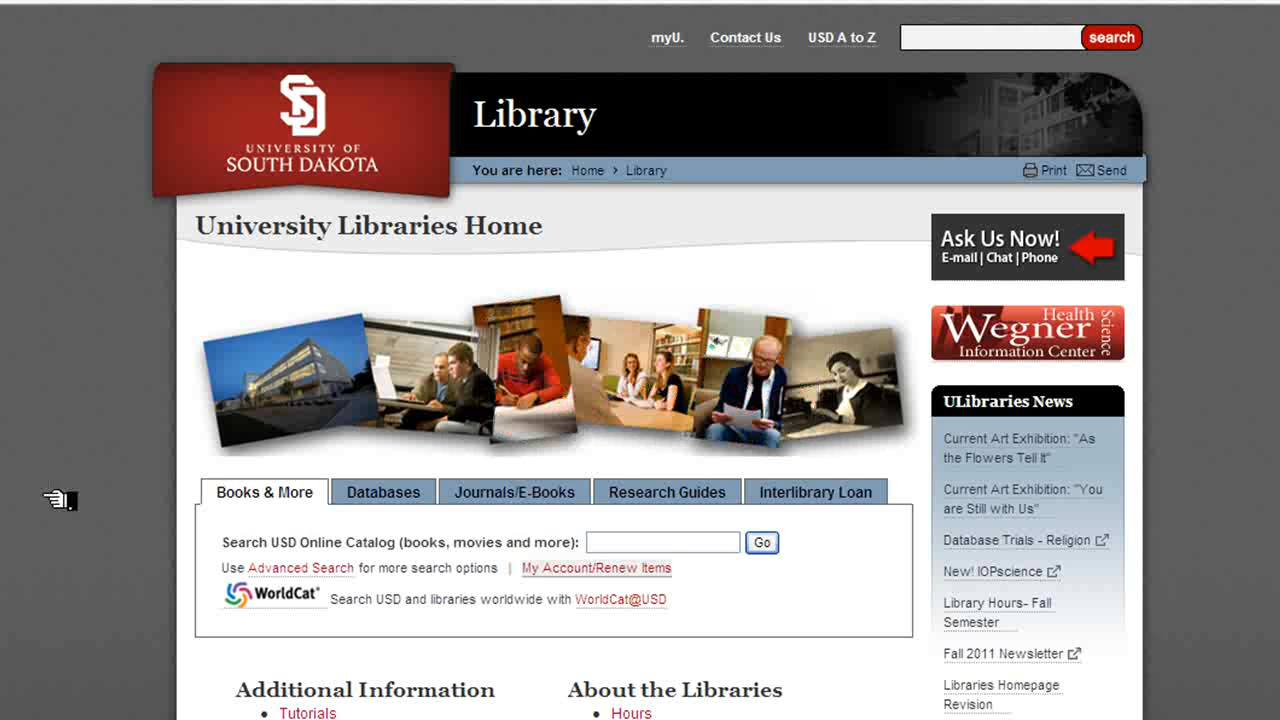 myU. Contact Us USD A to Z search
SD
UNIVERSITY OF
SOUTH DAKOTA
Library
You are here: Home › Library Print Send
University Libraries Home
Ask Us Now!
E-mail | Chat | Phone
Wegner
Health
Science
Information Center
Books & More Databases Journals/E-Books Research Guides Interlibrary Loan
Search USD Online Catalog (books, movies and more): Go
Use Advanced Search for more search options | My Account/Renew Items
WorldCat® Search USD and libraries worldwide with WorldCat@USD
ULibraries News
Current Art Exhibition: "As
the Flowers Tell It"
Current Art Exhibition: "You
are Still with Us"
Database Trials - Religion
New! IOPscience
Library Hours- Fall
Semester
Fall 2011 Newsletter
Libraries Homepage
Revision
Additional Information
• Tutorials
About the Libraries
• Hours